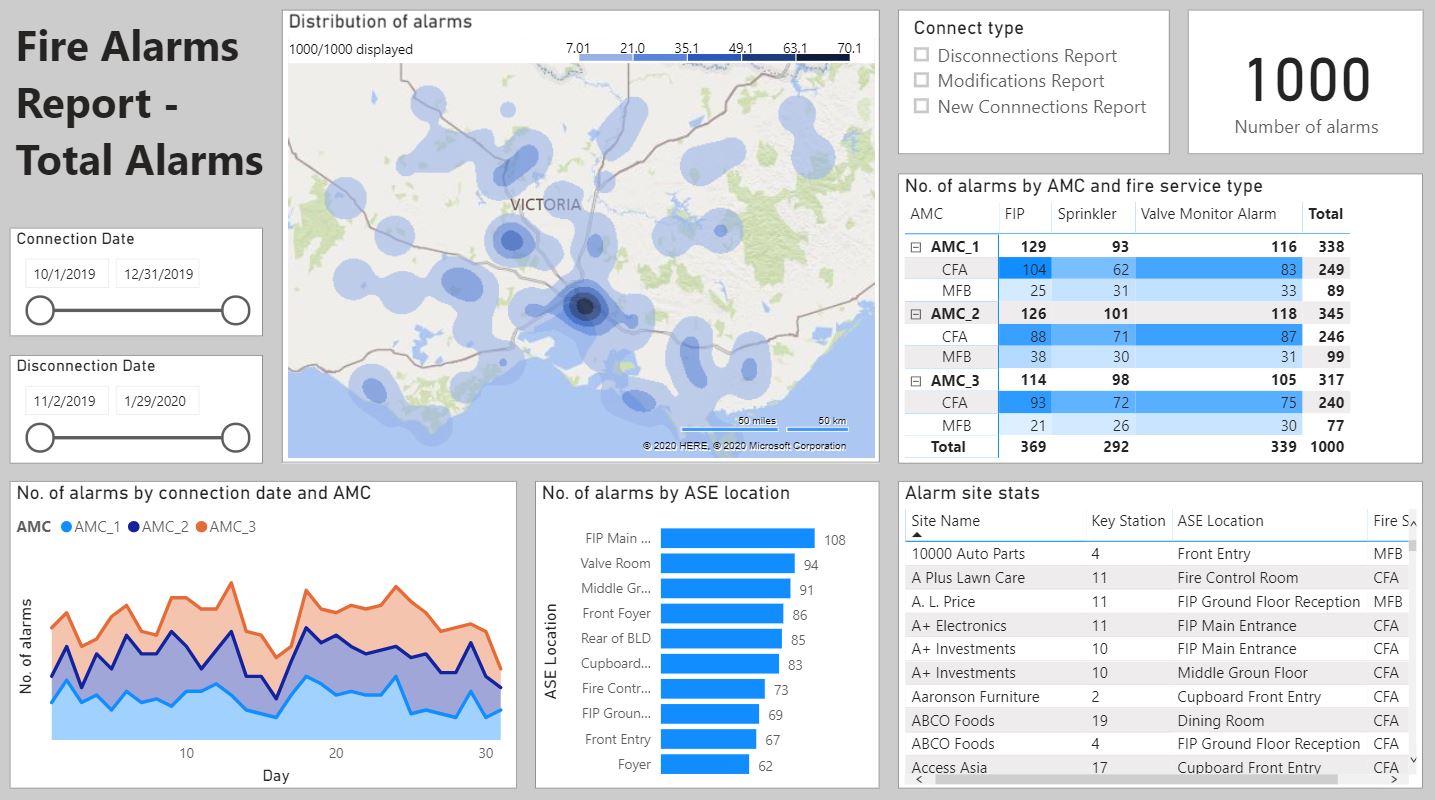 Fire Alarms
Report -
Total Alarms
Connection Date
10/1/2019 12/31/2019
Disconnection Date
11/2/2019 1/29/2020
Distribution of alarms
1000/1000 displayed
7.01 21.0 35.1 49.1 63.1 70.1
VICTORIA
50 miles 50 km
© 2020 HERE, © 2020 Microsoft Corporation
Connect type
Disconnections Report
Modifications Report
New Connnections Report
1000
Number of alarms
No. of alarms by AMC and fire service type
AMC FIP Sprinkler Valve Monitor Alarm Total
AMC_1 129 93 116 338
CFA 104 62 83 249
MFB 25 31 33 89
AMC_2 126 101 118 345
CFA 88 71 87 246
MFB 38 30 31 99
AMC_3 114 98 105 317
CFA 93 72 75 240
MFB 21 26 30 77
Total 369 292 339 1000
No. of alarms by connection date and AMC
AMC AMC_1 AMC_2 AMC_3
No. of alarms
10 20 30
Day
No. of alarms by ASE location
ASE Location
FIP Main ... 108
Valve Room 94
Middle Gr... 91
Front Foyer 86
Rear of BLD 85
Cupboard... 83
Fire Contr... 73
FIP Groun... 69
Front Entry 67
Foyer 62
Alarm site stats
Site Name Key Station ASE Location Fire S
10000 Auto Parts 4 Front Entry MFB
A Plus Lawn Care 11 Fire Control Room CFA
A. L. Price 11 FIP Ground Floor Reception MFB
A+ Electronics 11 FIP Main Entrance CFA
A+ Investments 10 FIP Main Entrance CFA
A+ Investments 10 Middle Groun Floor CFA
Aaronson Furniture 2 Cupboard Front Entry CFA
ABCO Foods 19 Dining Room CFA
ABCO Foods 4 FIP Ground Floor Reception CFA
Access Asia 17 Cupboard Front Entry CFA